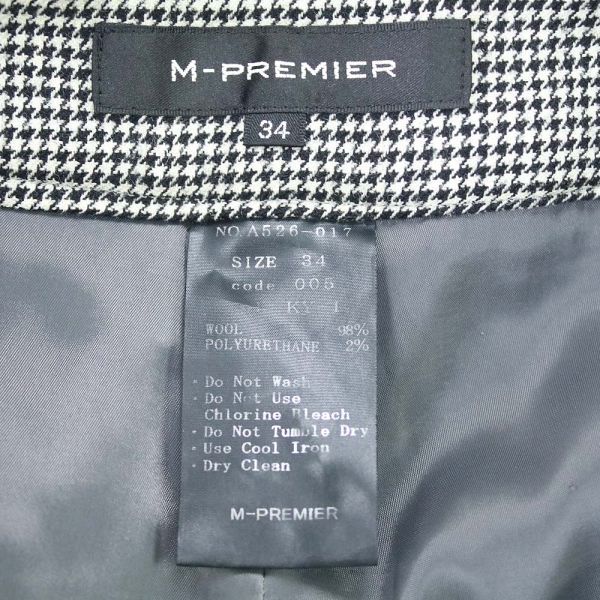 M-PREMIER
34
NO.A526-017
SIZE 34
code 005
WOOL 98%
POLYURETHANE 2%
· Do Not Wash
· Do Not Use
Chlorine Bleach
· Do Not Tumble Dry
· Use Cool Iron
· Dry Clean
M-PREMIER